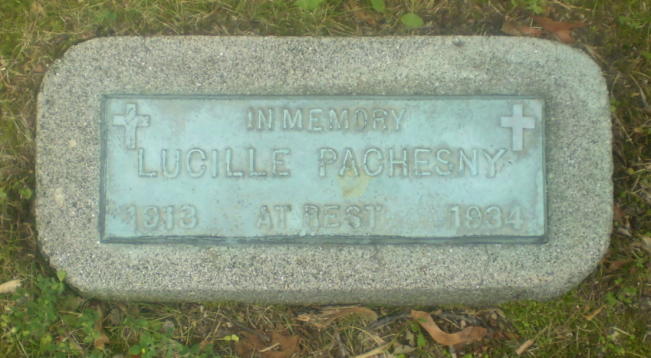 IN MEMORY
LUCILLE PACHESNY
1913 AT REST 1934